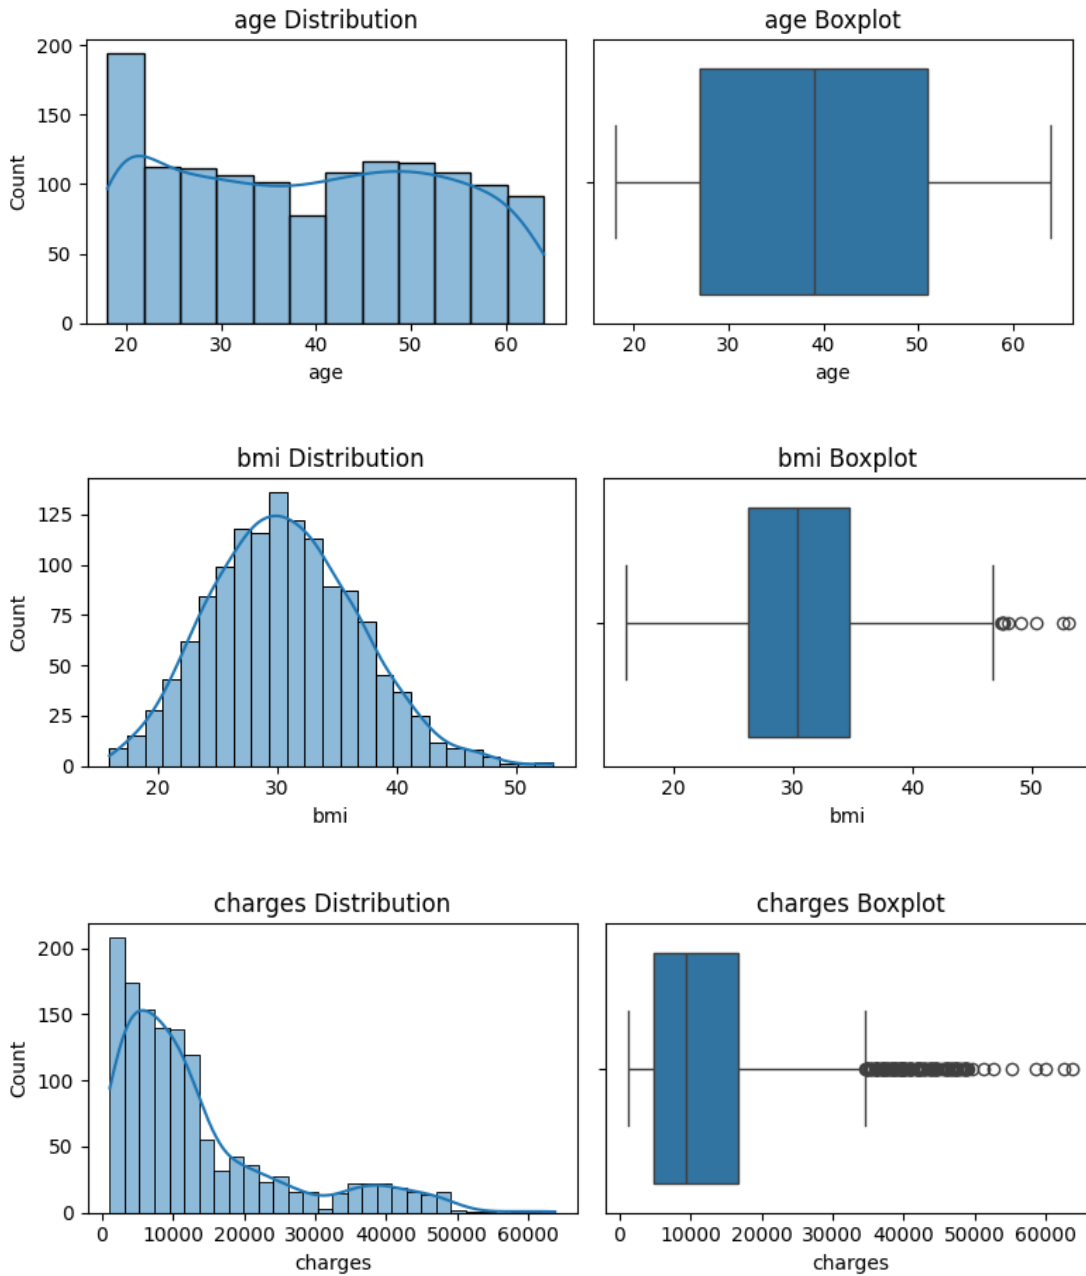 age Distribution
200
150
100
50
0
Count
20 30 40 50 60
age
age Boxplot
20 30 40 50 60
age
bmi Distribution
125
100
75
50
25
0
Count
20 30 40 50
bmi
bmi Boxplot
20 30 40 50
bmi
charges Distribution
200
150
100
50
0
Count
0 10000 20000 30000 40000 50000 60000
charges
charges Boxplot
0 10000 20000 30000 40000 50000 60000
charges